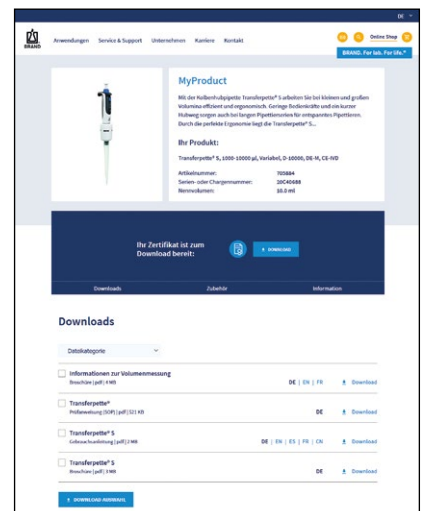 DE
BRAND
Anwendungen Service & Support Unternehmen Karriere Kontakt
Online Shop
BRAND. For lab. For life.®
MyProduct
Mit der Kolbenhubpipette Transferpette® S arbeiten Sie bei kleinen und großen
Volumina effizient und ergonomisch. Geringe Bedienkräfte und ein kurzer
Hubweg sorgen auch bei langen Pipettierserien für entspanntes Pipettieren.
Durch die perfekte Ergonomie liegt die Transferpette® S...
Ihr Produkt:
Transferpette® S, 1000-10000 µl, Variabel, D-10000, DE-M, CE-IVD
Artikelnummer: 705884
Serien- oder Chargennummer: 20C40688
Nennvolumen: 10.0 ml
Ihr Zertifikat ist zum
Download bereit:
DOWNLOAD
Downloads Zubehör Information
Downloads
Dateikategorie
Informationen zur Volumenmessung
Broschüre | pdf | 4 MB
DE | EN | FR Download
Transferpette®
Prüfanweisung (SOP) | pdf | 521 KB
DE Download
Transferpette® S
Gebrauchsanleitung | pdf | 2 MB
DE | EN | ES | FR | CN Download
Transferpette® S
Broschüre | pdf | 3 MB
DE Download
DOWNLOAD AUSWAHL